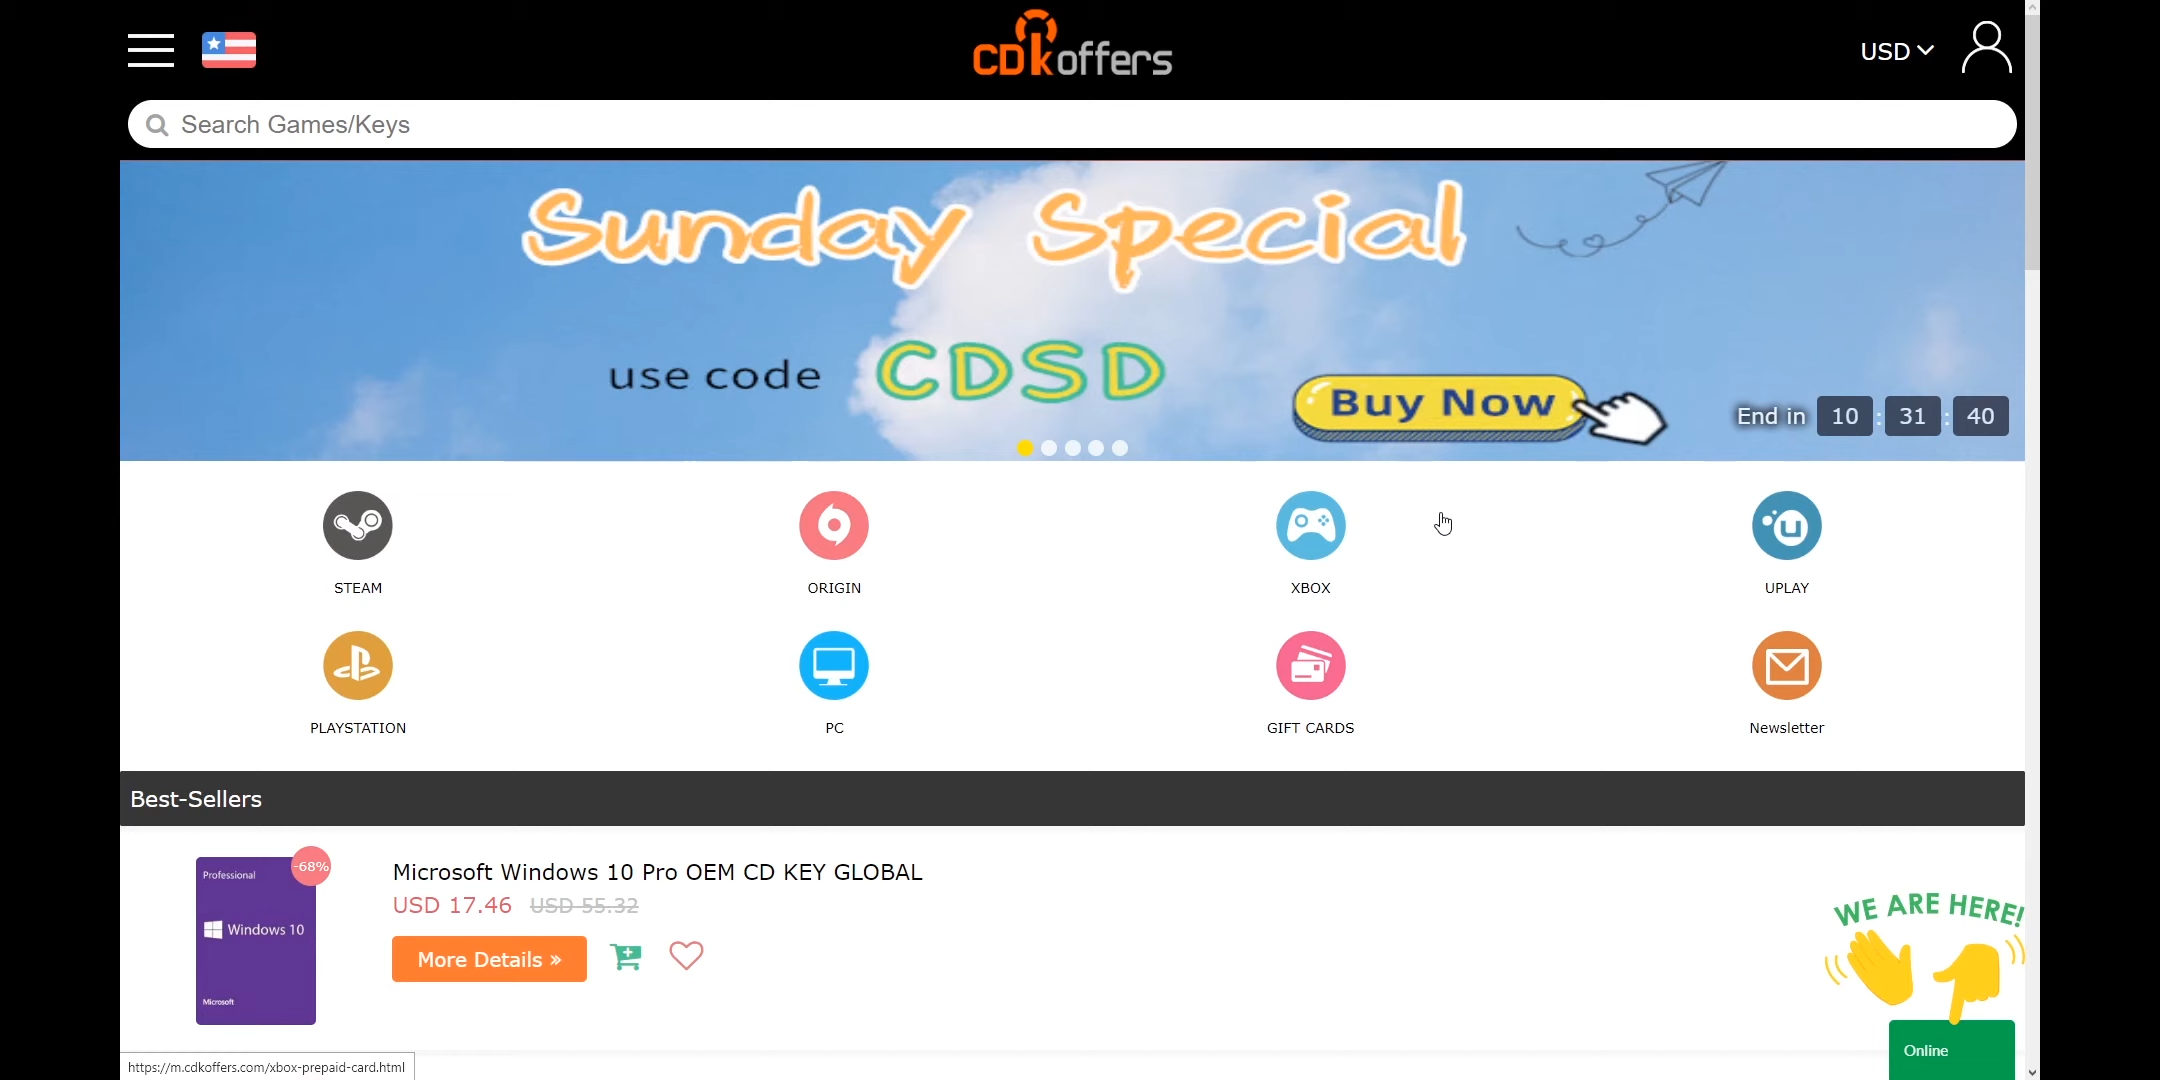 CDKoffers
USD
Search Games/Keys
Sunday Special
use code CDSD
Buy Now
End in 10 : 31 : 40
STEAM
ORIGIN
XBOX
UPLAY
PLAYSTATION
PC
GIFT CARDS
Newsletter
Best-Sellers
-68%
Professional
Windows 10
Microsoft
Microsoft Windows 10 Pro OEM CD KEY GLOBAL
USD 17.46 USD 55.32
More Details »
WE ARE HERE!
Online
https://m.cdkoffers.com/xbox-prepaid-card.html